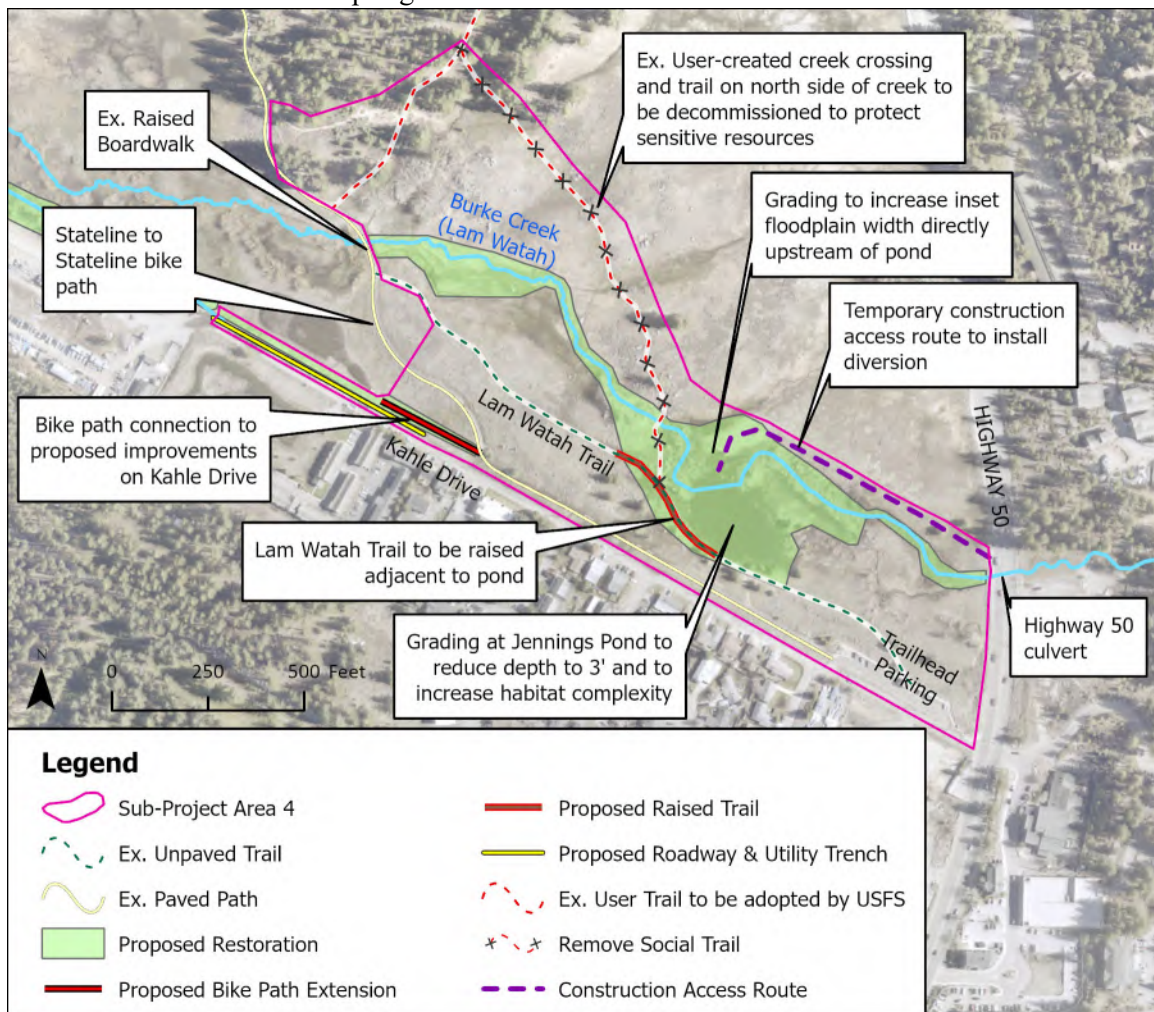 Ex. User-created creek crossing
and trail on north side of creek to
be decommissioned to protect
sensitive resources
Ex. Raised
Boardwalk
Grading to increase inset
floodplain width directly
upstream of pond
Burke Creek
(Lam Watah)
Stateline to
Stateline bike
path
Temporary construction
access route to install
diversion
Bike path connection to
proposed improvements
on Kahle Drive
Lam Watah Trail
Kahle Drive
HIGHWAY 50
Lam Watah Trail to be raised
adjacent to pond
Grading at Jennings Pond to
reduce depth to 3' and to
increase habitat complexity
Trailhead
Parking
Highway 50
culvert
N
0 250 500 Feet
Legend
Sub-Project Area 4
Ex. Unpaved Trail
Ex. Paved Path
Proposed Restoration
Proposed Bike Path Extension
Proposed Raised Trail
Proposed Roadway & Utility Trench
Ex. User Trail to be adopted by USFS
Remove Social Trail
Construction Access Route